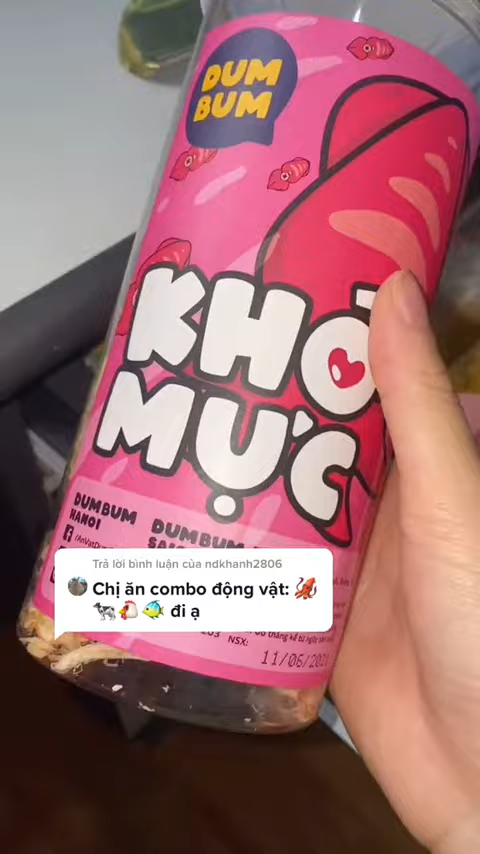 DUM
BUM
KHÔ
MỰC
DUMBUM
HANOI
DUMBUM
Trả lời bình luận của ndkhanh2806
Chị ăn combo động vật: 🦑
🐄🐓🐠 đi ạ
NSX:
11/06/2021